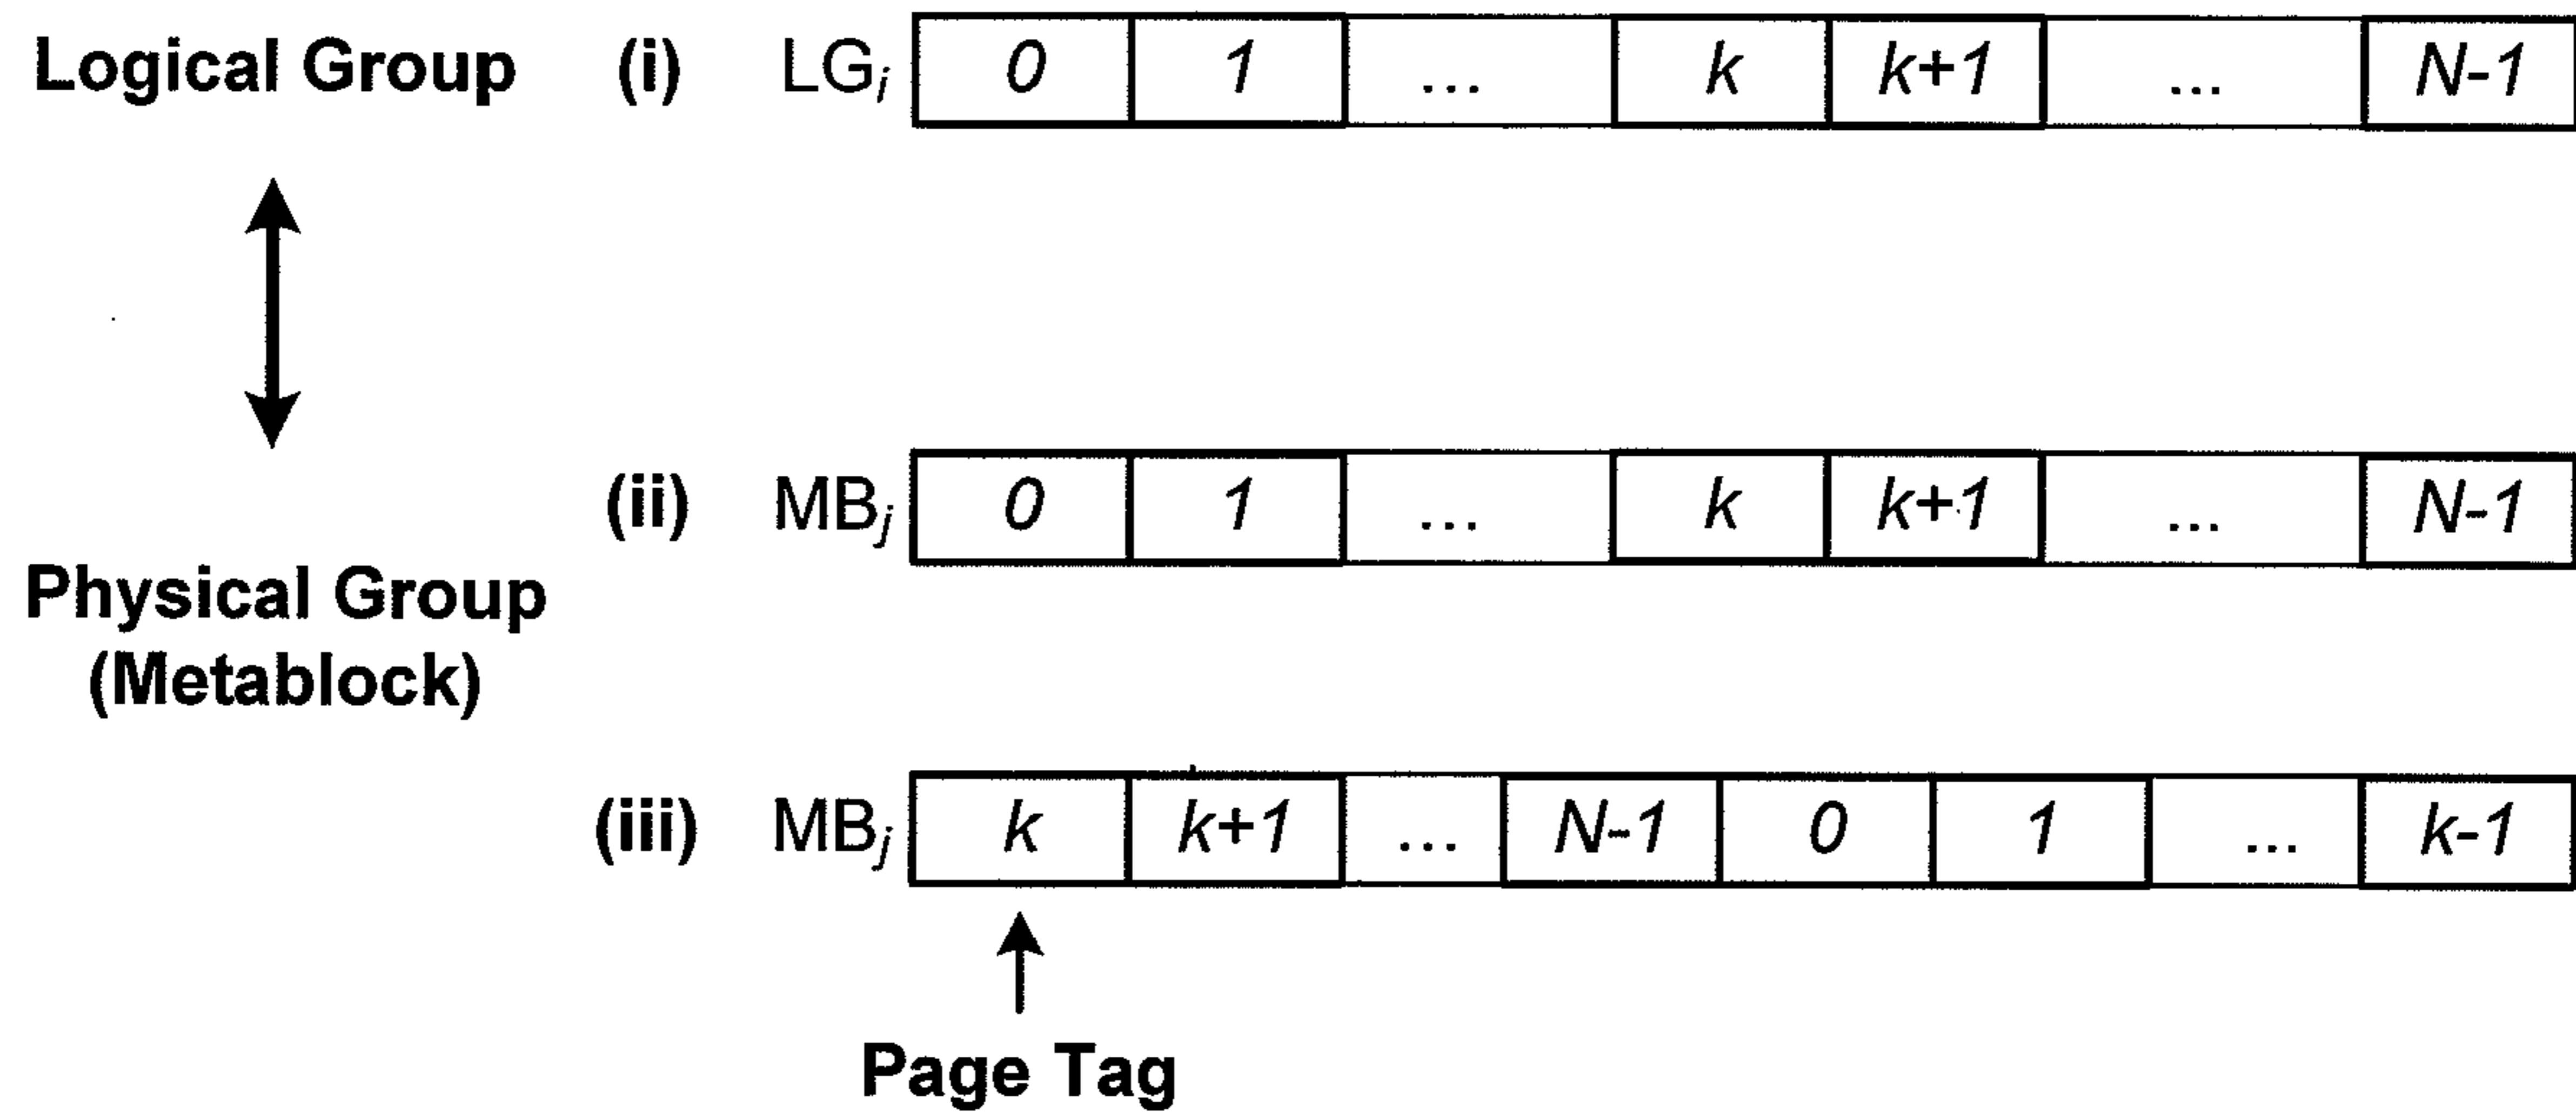 Logical Group (i) LGi 0 1 ... k k+1 ... N-1
(ii) MBj 0 1 ... k k+1 ... N-1
Physical Group
(Metablock)
(iii) MBj k k+1 ... N-1 0 1 ... k-1
Page Tag